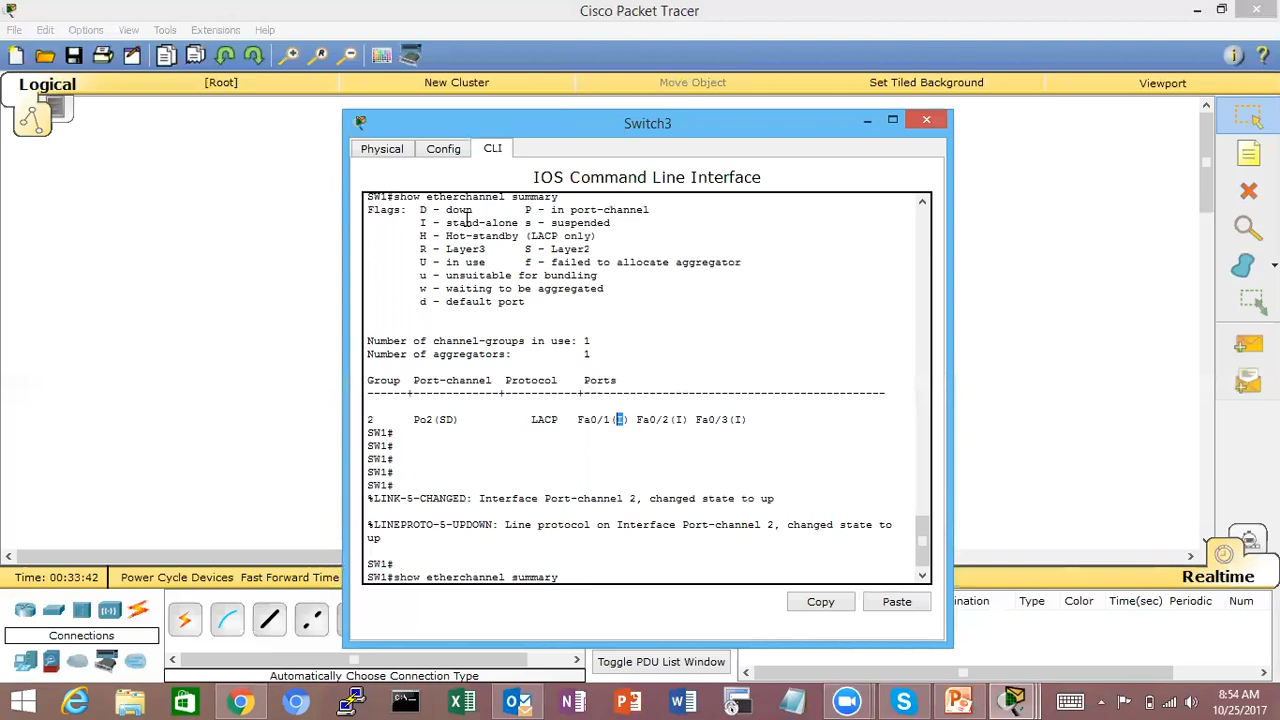 Cisco Packet Tracer
File Edit Options View Tools Extensions Help
Logical [Root] New Cluster Move Object Set Tiled Background Viewport
Switch3
Physical Config CLI
IOS Command Line Interface
SW1#show etherchannel summary
Flags: D - down P - in port-channel
I - stand-alone s - suspended
H - Hot-standby (LACP only)
R - Layer3 S - Layer2
U - in use f - failed to allocate aggregator
u - unsuitable for bundling
w - waiting to be aggregated
d - default port
Number of channel-groups in use: 1
Number of aggregators: 1
Group Port-channel Protocol Ports
------+-------------+-----------+----------------------------------------------
2 Po2(SD) LACP Fa0/1(I) Fa0/2(I) Fa0/3(I)
SW1#
SW1#
SW1#
SW1#
SW1#
%LINK-5-CHANGED: Interface Port-channel 2, changed state to up
%LINEPROTO-5-UPDOWN: Line protocol on Interface Port-channel 2, changed state to
up
SW1#
SW1#show etherchannel summary
Copy Paste
Time: 00:33:42 Power Cycle Devices Fast Forward Time
Realtime
Connections
ination Type Color Time(sec) Periodic Num
Automatically Choose Connection Type
Toggle PDU List Window
8:54 AM
10/25/2017